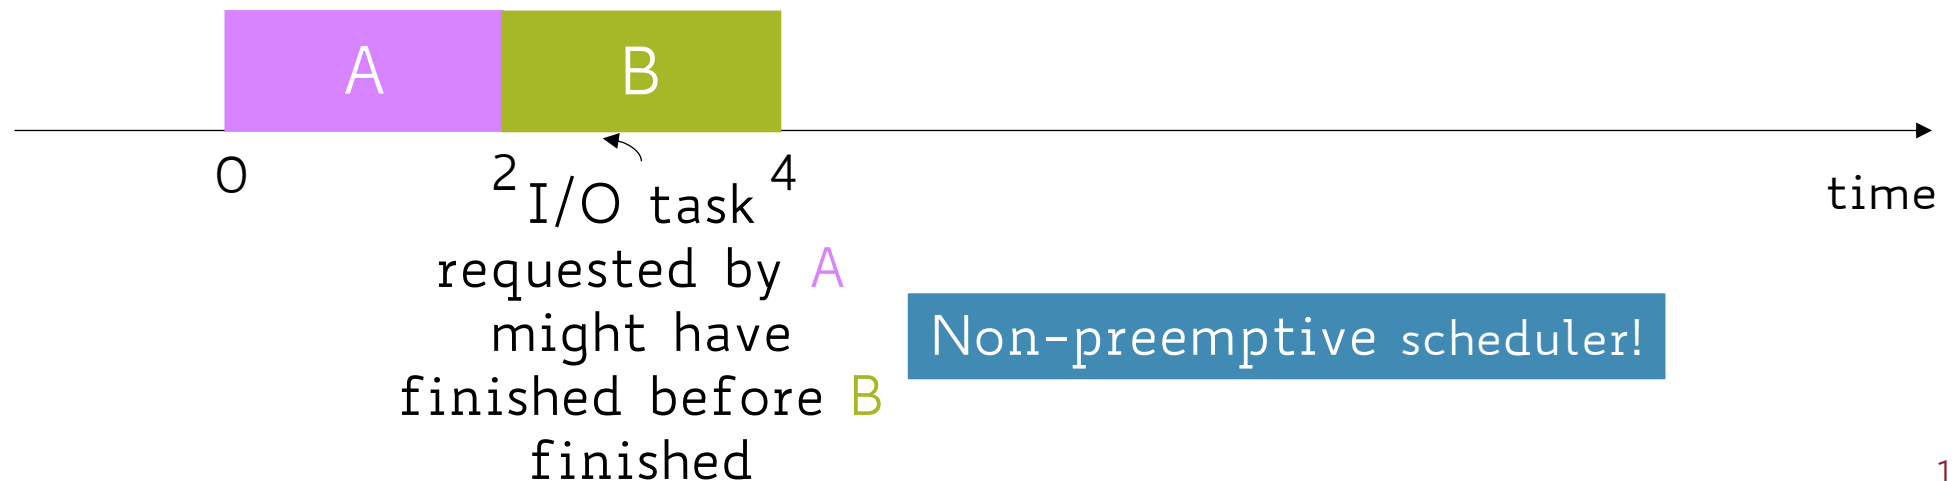 A B
0 2 4 time
I/O task
requested by A
might have
finished before B
finished
Non-preemptive scheduler!
1